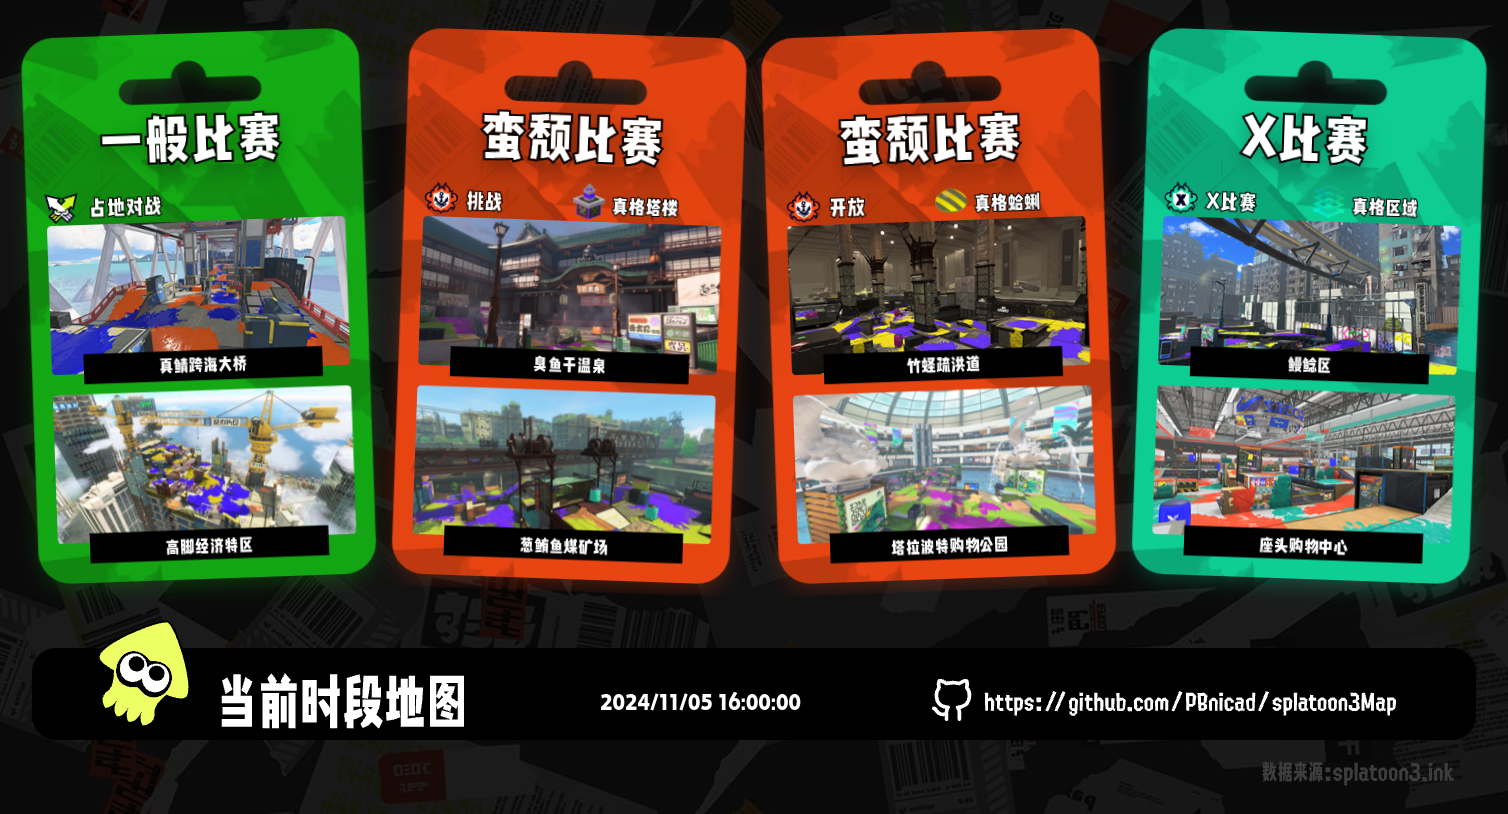 一般比赛
占地对战
真鲭跨海大桥
高脚经济特区
蛮颓比赛
挑战
真格塔楼
臭鱼干温泉
葱鲔鱼煤矿场
蛮颓比赛
开放
真格蛤蜊
竹蛏疏洪道
塔拉波特购物公园
X比赛
X比赛
真格区域
鳗鲶区
座头购物中心
当前时段地图
2024/11/05 16:00:00
https://github.com/PBnicad/splatoon3Map
数据来源:splatoon3.ink